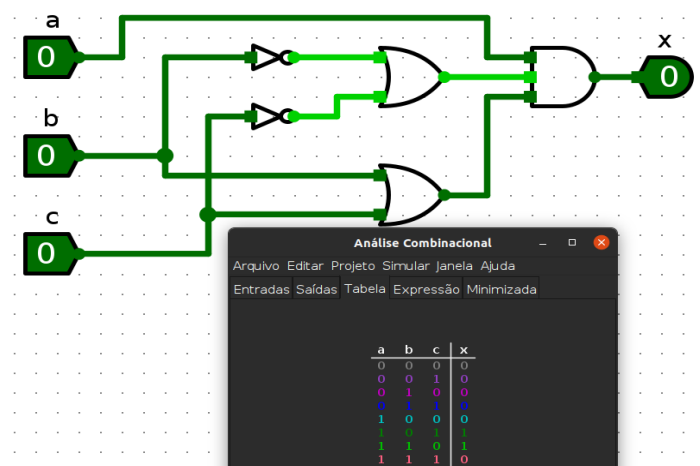 a
0
b
0
c
0
x
0
Análise Combinacional
Arquivo Editar Projeto Simular Janela Ajuda
Entradas Saídas Tabela Expressão Minimizada
a b c x
0 0 0 0
0 0 1 0
0 1 0 0
0 1 1 0
1 0 0 0
1 0 1 1
1 1 0 1
1 1 1 0